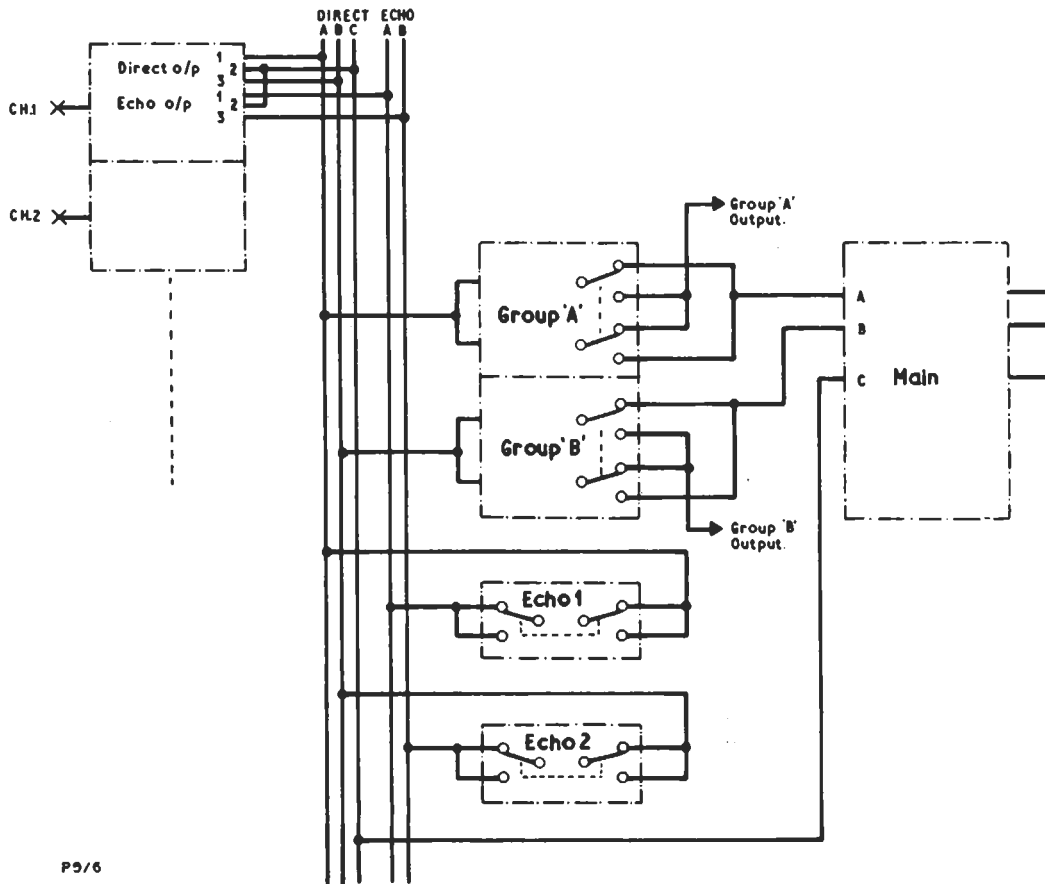 DIRECT ECHO
A B C A B
Direct o/p 1
2
3
Echo o/p 1
2
3
CH.1
CH.2
Group 'A'
Output.
Group 'A'
A
B
Main
C
Group 'B'
Group 'B'
Output.
Echo 1
Echo 2
P9/6